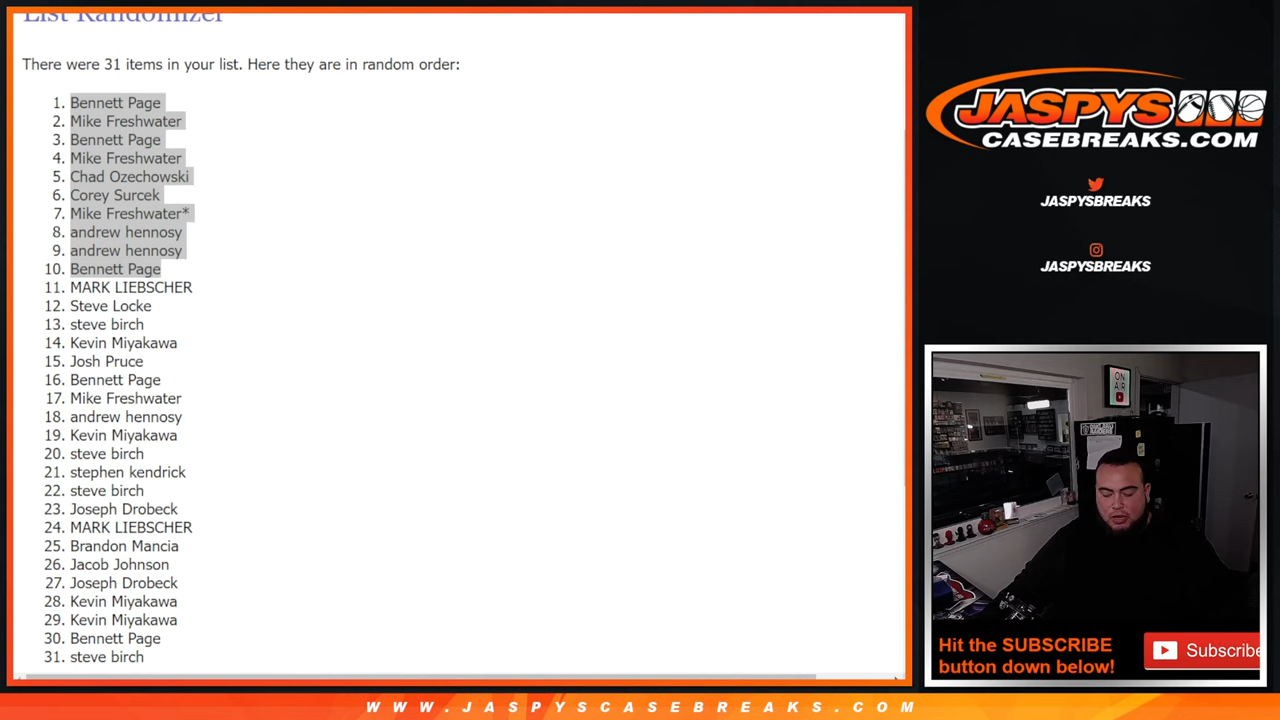 List Randomizer
There were 31 items in your list. Here they are in random order:
1. Bennett Page
2. Mike Freshwater
3. Bennett Page
4. Mike Freshwater
5. Chad Ozechowski
6. Corey Surcek
7. Mike Freshwater*
8. andrew hennosy
9. andrew hennosy
10. Bennett Page
11. MARK LIEBSCHER
12. Steve Locke
13. steve birch
14. Kevin Miyakawa
15. Josh Pruce
16. Bennett Page
17. Mike Freshwater
18. andrew hennosy
19. Kevin Miyakawa
20. steve birch
21. stephen kendrick
22. steve birch
23. Joseph Drobeck
24. MARK LIEBSCHER
25. Brandon Mancia
26. Jacob Johnson
27. Joseph Drobeck
28. Kevin Miyakawa
29. Kevin Miyakawa
30. Bennett Page
31. steve birch
JASPYS
CASEBREAKS.COM
JASPYSBREAKS
JASPYSBREAKS
ON
AIR
Hit the SUBSCRIBE
button down below!
Subscribe
WWW.JASPYSCASEBREAKS.COM